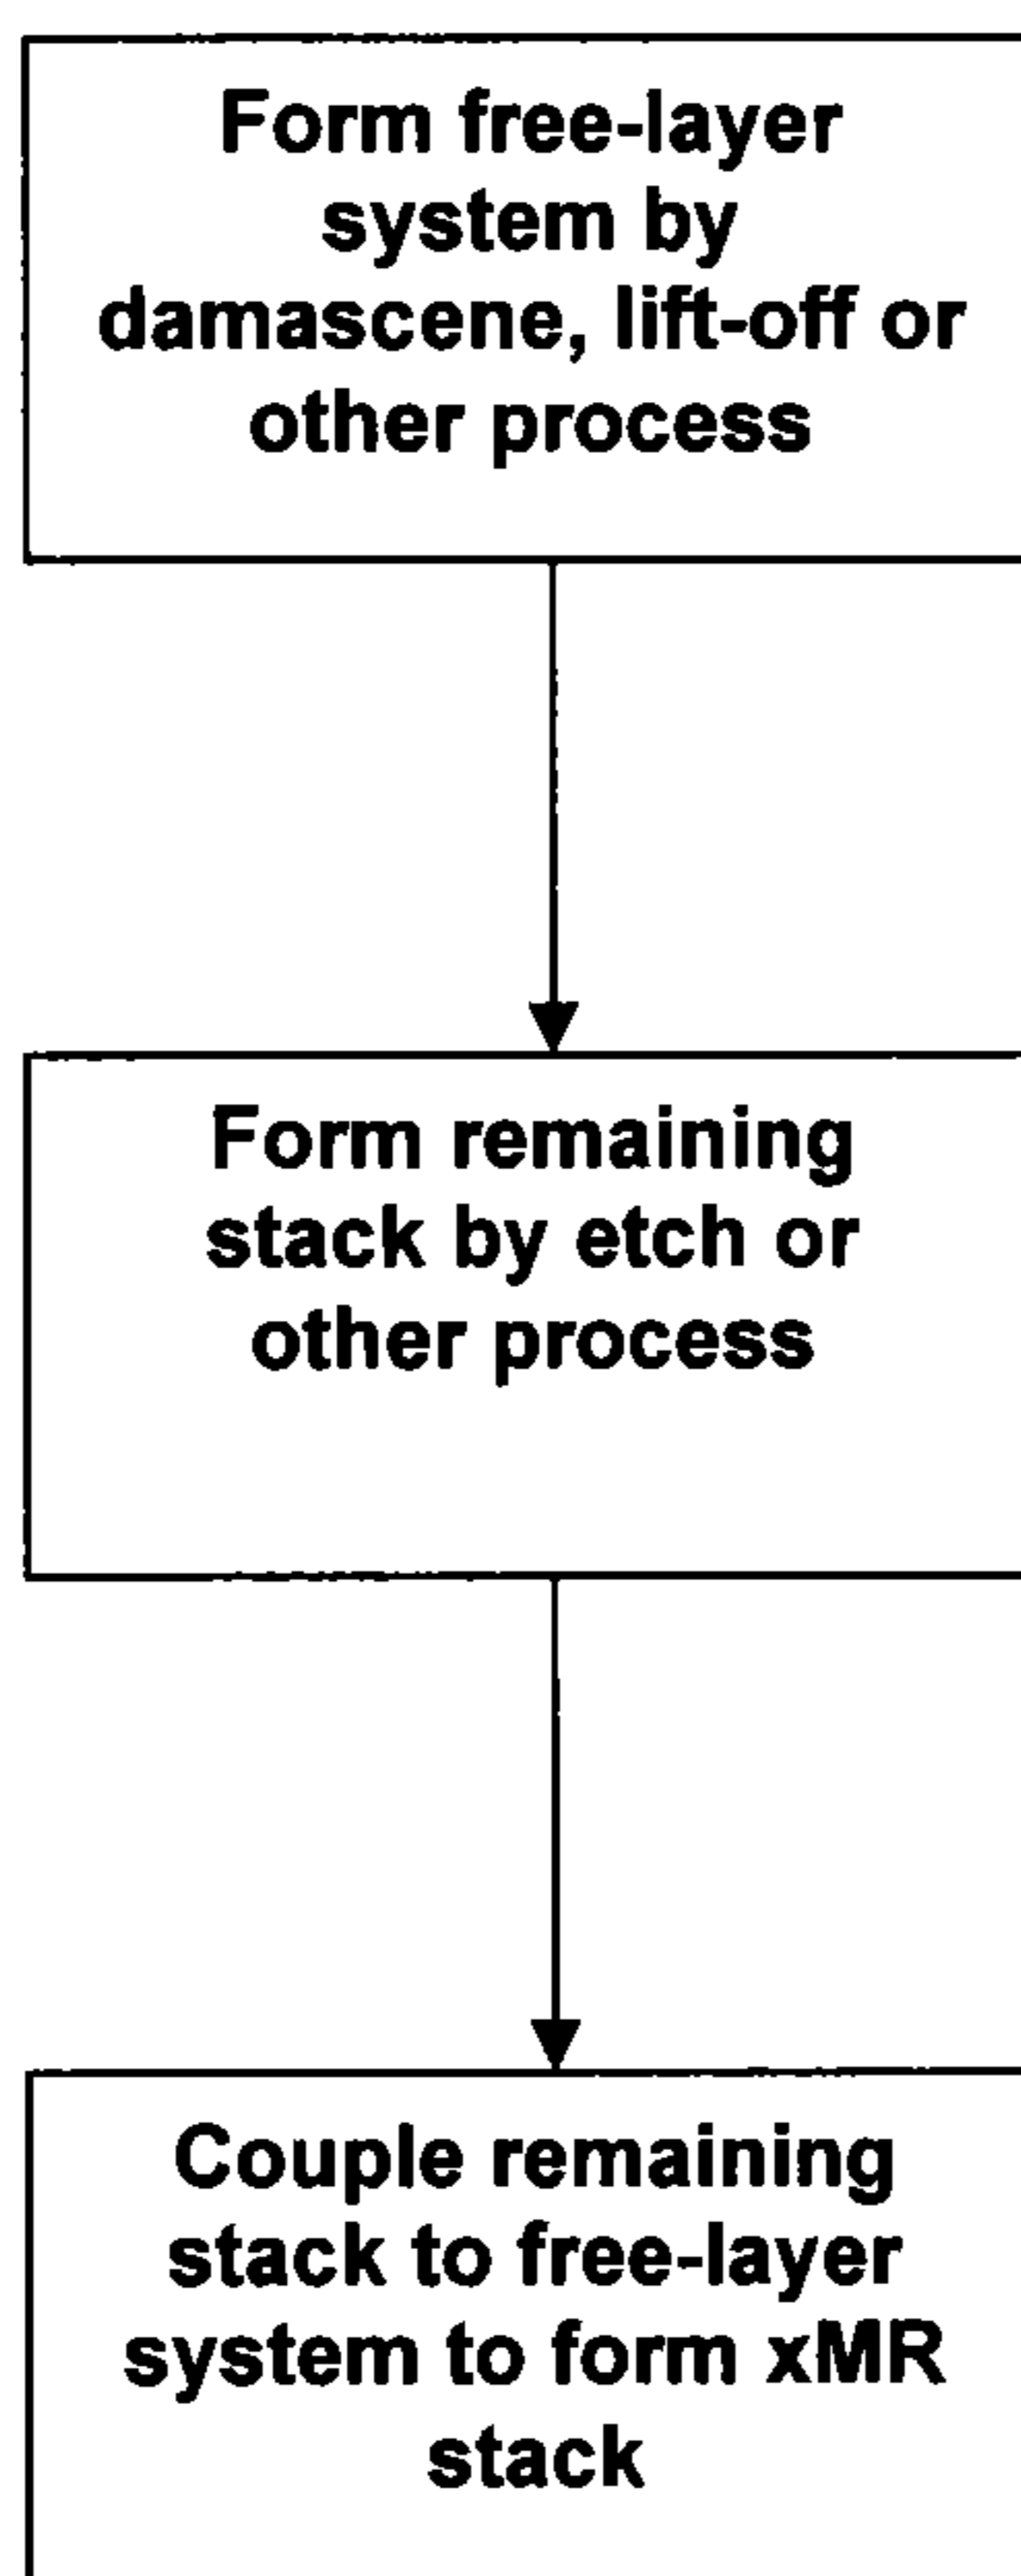 Form free-layer
system by
damascene, lift-off or
other process
Form remaining
stack by etch or
other process
Couple remaining
stack to free-layer
system to form xMR
stack